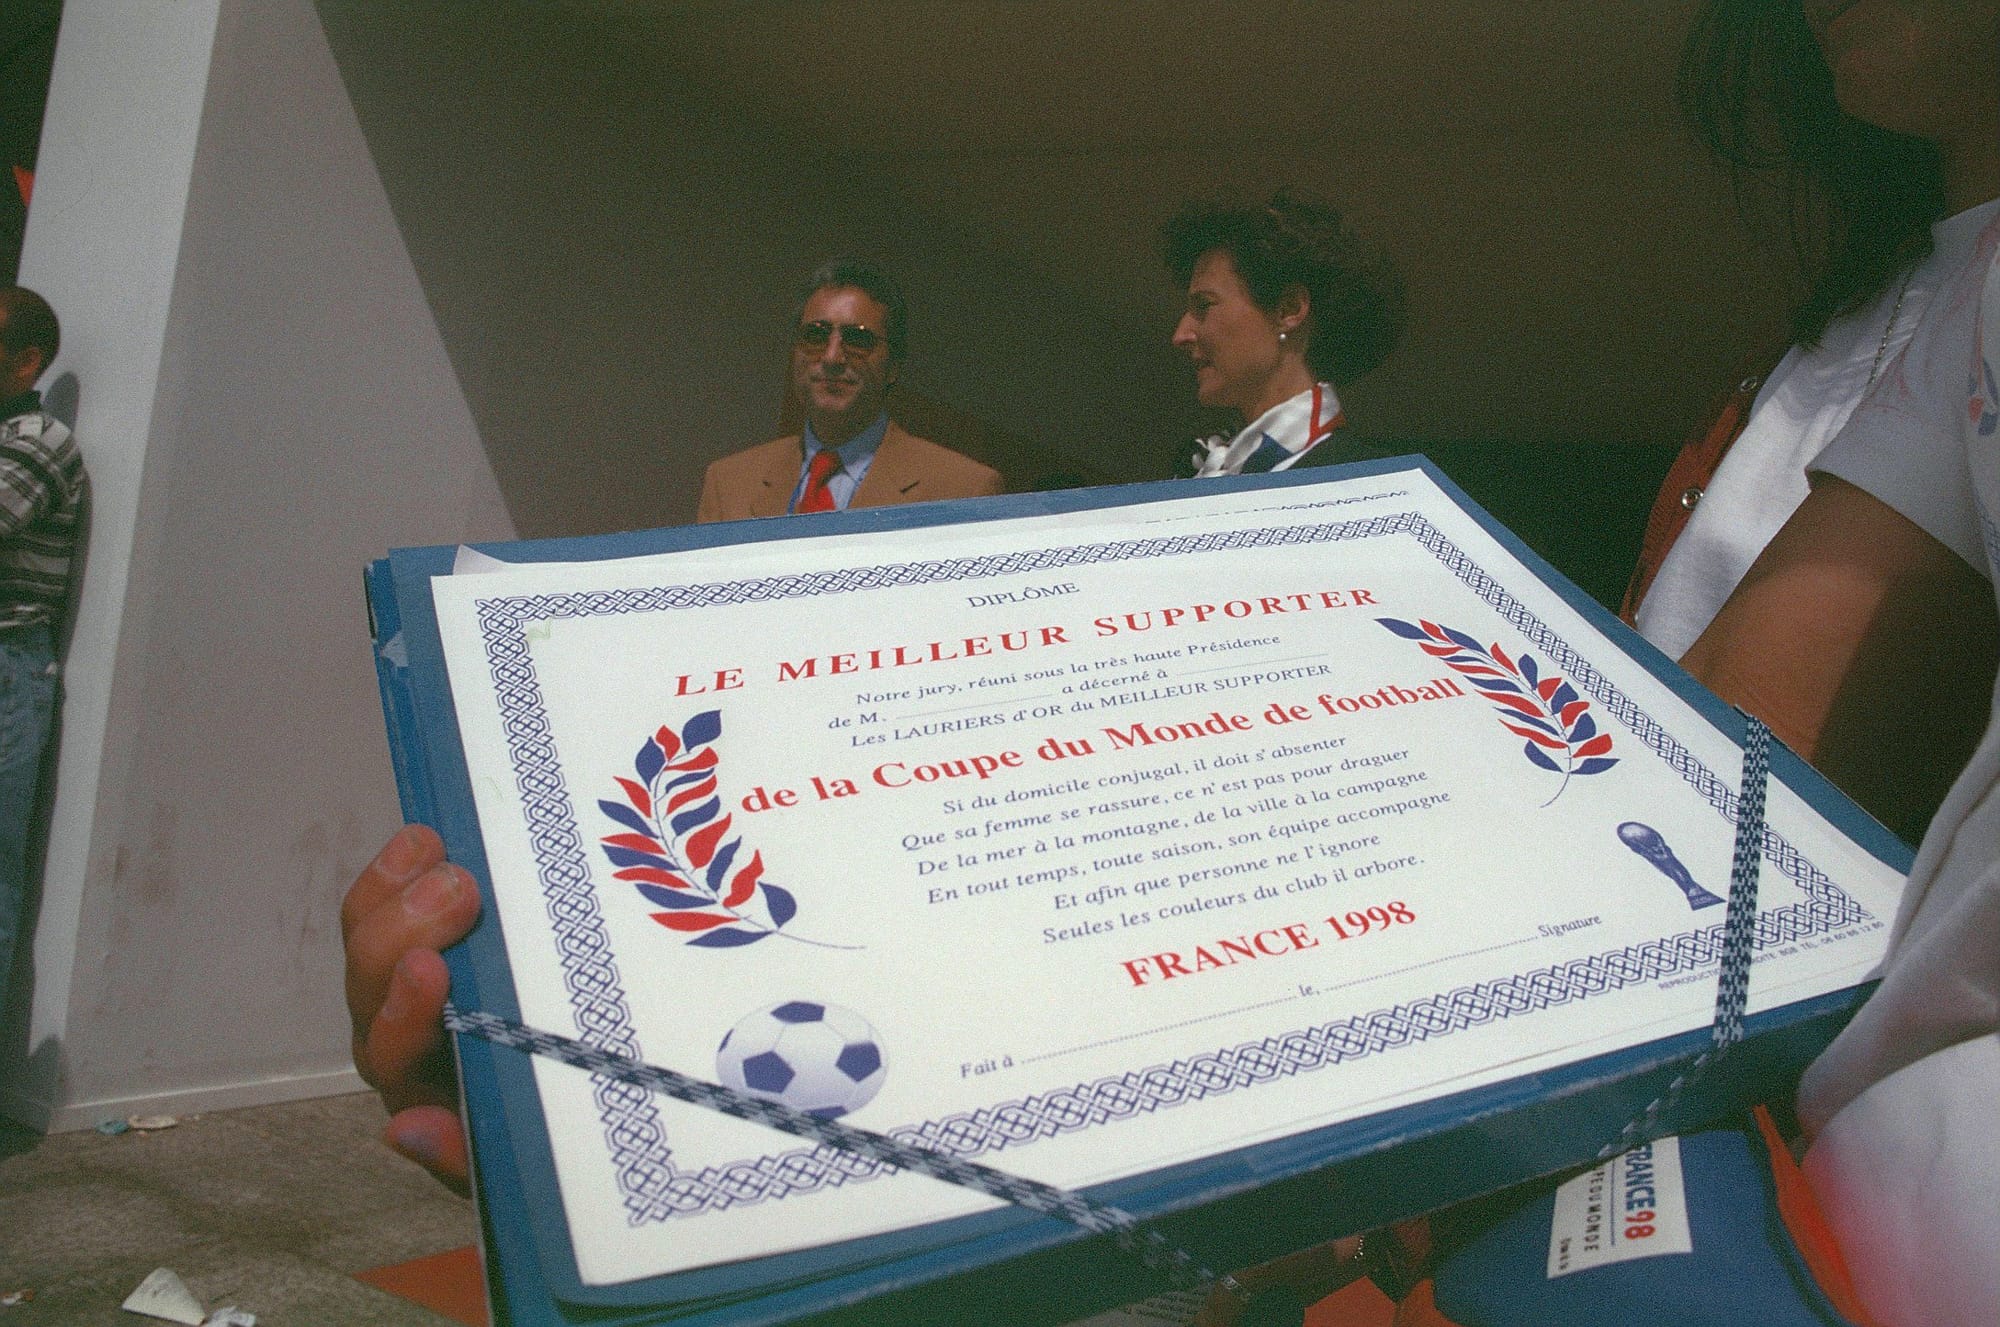 DIPLÔME
LE MEILLEUR SUPPORTER
Notre jury, réuni sous la très haute Présidence
de M. a décerné à
Les LAURIERS d'OR du MEILLEUR SUPPORTER
de la Coupe du Monde de football
Si du domicile conjugal, il doit s'absenter
Que sa femme se rassure, ce n'est pas pour draguer
De la mer à la montagne, de la ville à la campagne
En tout temps, toute saison, son équipe accompagne
Et afin que personne ne l'ignore
Seules les couleurs du club il arbore.
FRANCE 1998
Fait à le, Signature
FRANCE98
DU MONDE